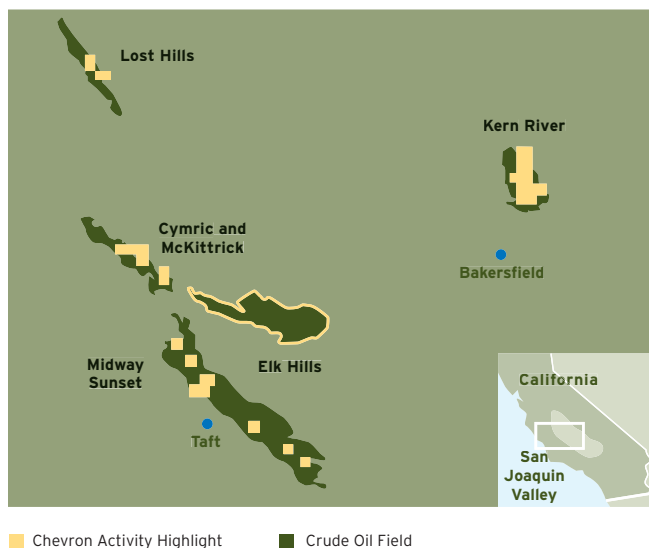 Lost Hills
Kern River
Cymric and
McKittrick
Bakersfield
Midway
Sunset
Elk Hills
California
Taft
San
Joaquin
Valley
Chevron Activity Highlight
Crude Oil Field